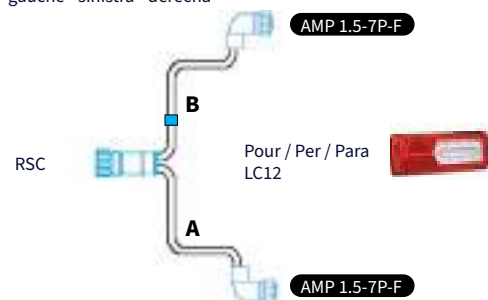 gauche sinistra derecha
AMP 1.5-7P-F
B
RSC
Pour / Per / Para
LC12
A
AMP 1.5-7P-F